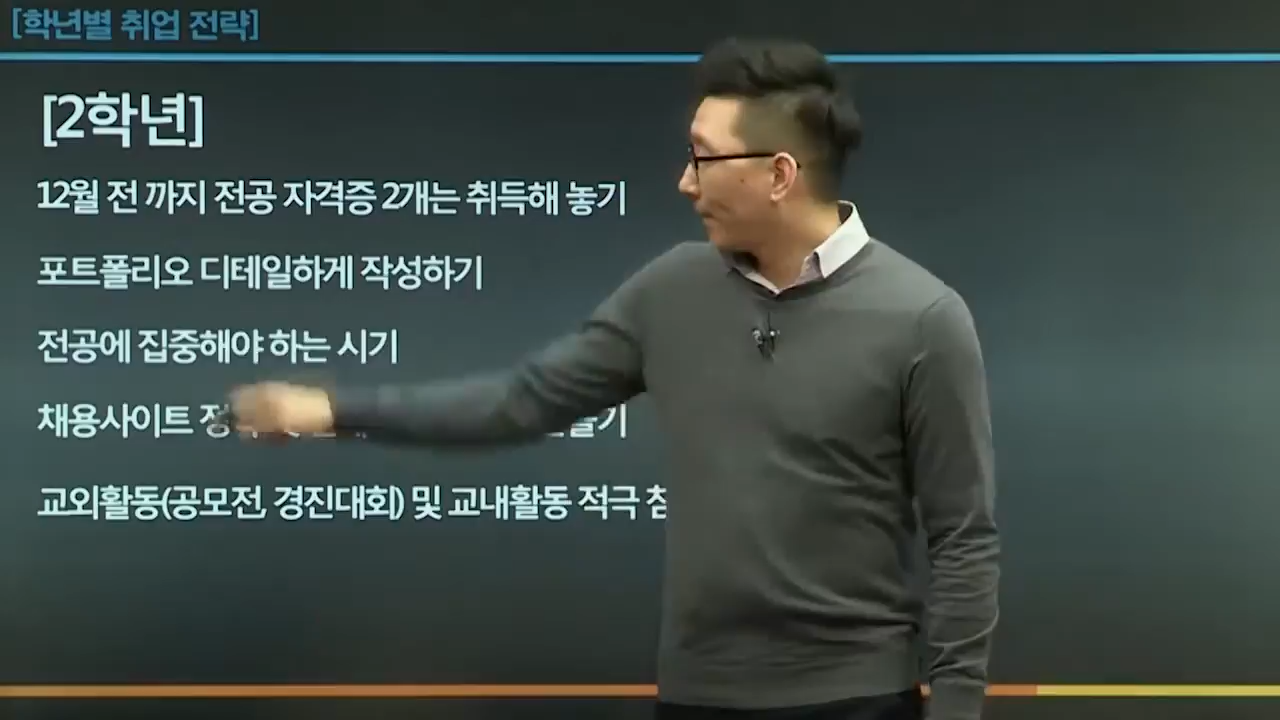 [학년별 취업 전략]
[2학년]
12월 전 까지 전공 자격증 2개는 취득해 놓기
포트폴리오 디테일하게 작성하기
전공에 집중해야 하는 시기
채용사이트
교외활동(공모전, 경진대회) 및 교내활동 적극